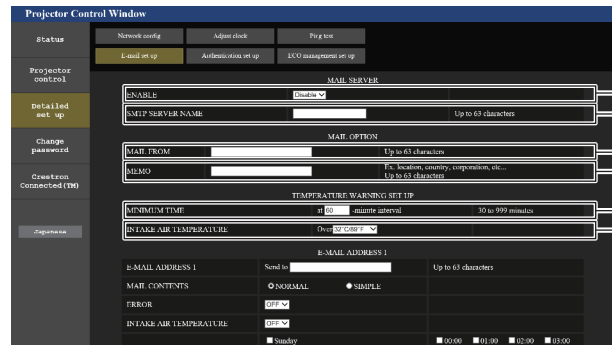 Projector Control Window
Status
Projector control
Detailed set up
Change password
Crestron Connected(TM)
Japanese
Network config Adjust clock Ping test
E-mail set up Authentication set up ECO management set up
MAIL SERVER
ENABLE Disable
SMTP SERVER NAME Up to 63 characters
MAIL OPTION
MAIL FROM Up to 63 characters
MEMO Ex. location, country, corporation, etc...
Up to 63 characters
TEMPERATURE WARNING SET UP
MINIMUM TIME at 60 -minute interval 30 to 999 minutes
INTAKE AIR TEMPERATURE Over 32°C/89°F
E-MAIL ADDRESS 1
E-MAIL ADDRESS 1 Send to Up to 63 characters
MAIL CONTENTS NORMAL SIMPLE
ERROR OFF
INTAKE AIR TEMPERATURE OFF
Sunday 00:00 01:00 02:00 03:00